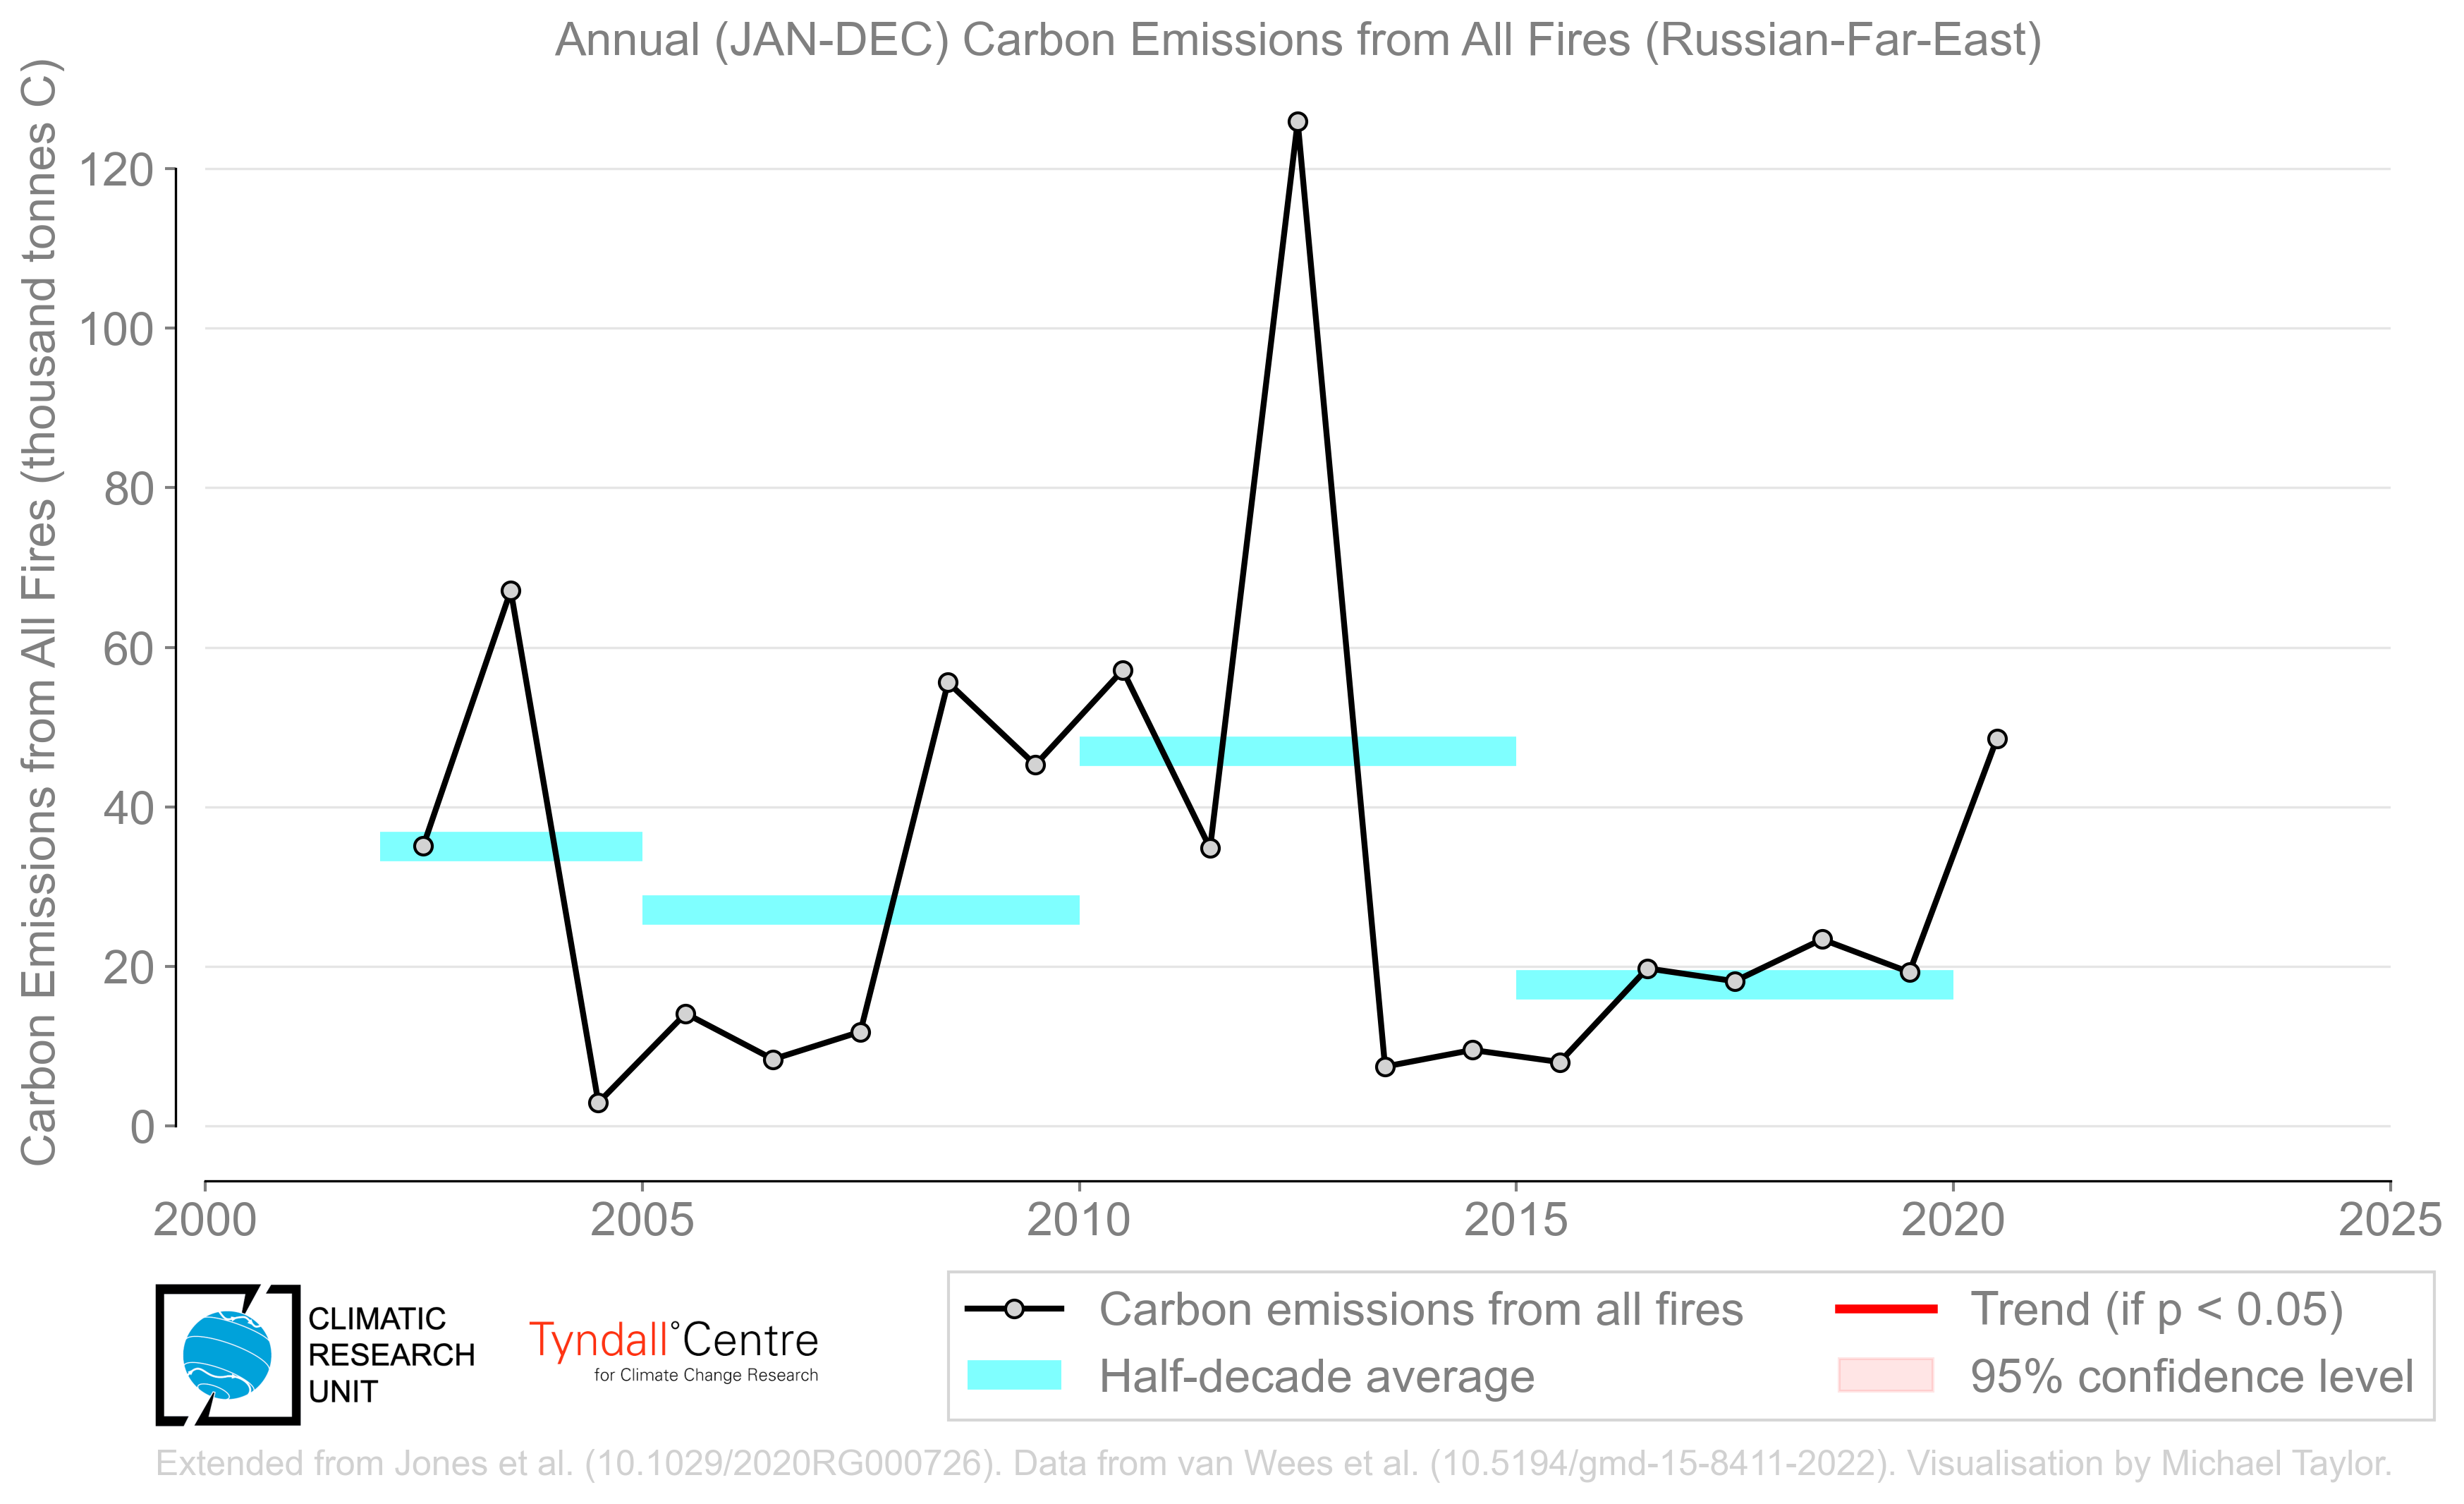 Annual (JAN-DEC) Carbon Emissions from All Fires (Russian-Far-East)
Carbon Emissions from All Fires (thousand tonnes C)
120
100
80
60
40
20
0
2000 2005 2010 2015 2020 2025
CLIMATIC
RESEARCH
UNIT
Tyndall°Centre
for Climate Change Research
Carbon emissions from all fires
Half-decade average
Trend (if p < 0.05)
95% confidence level
Extended from Jones et al. (10.1029/2020RG000726). Data from van Wees et al. (10.5194/gmd-15-8411-2022). Visualisation by Michael Taylor.